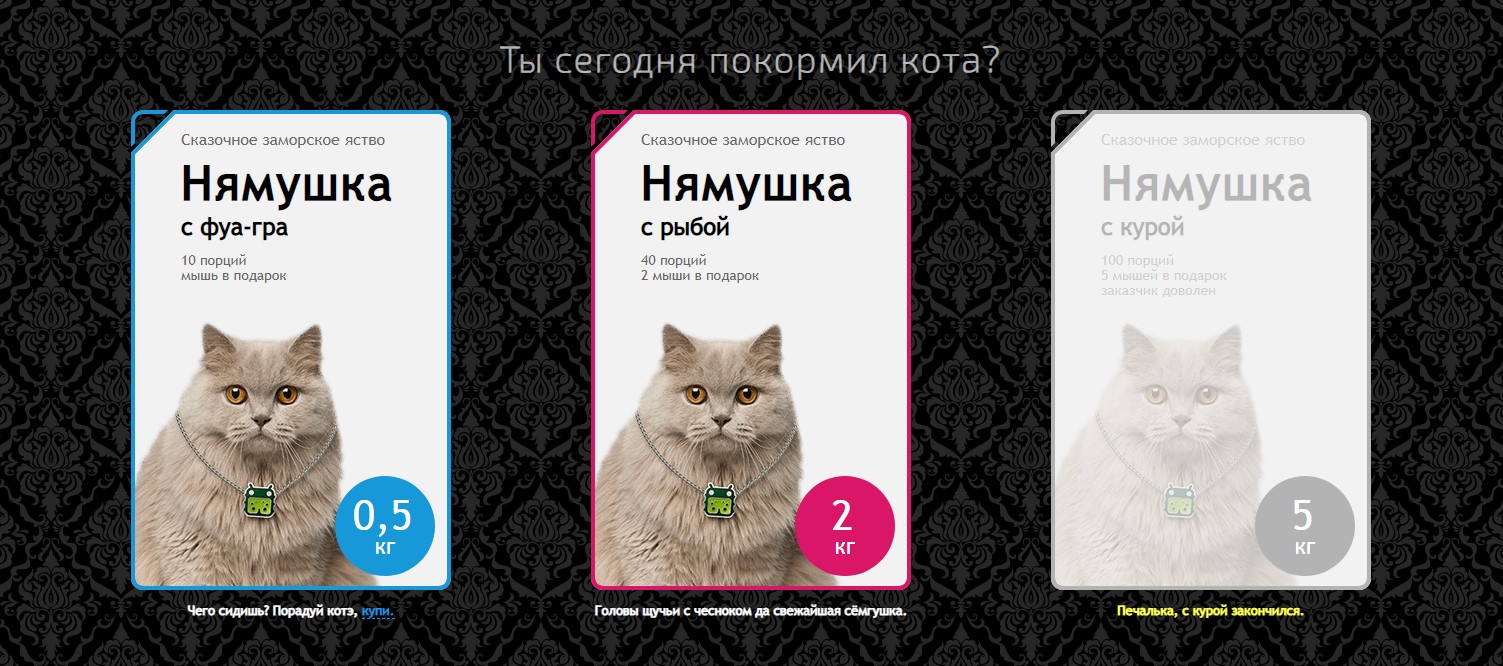 Ты сегодня покормил кота?
Сказочное заморское яство
Нямушка
с фуа-гра
10 порций
мышь в подарок
0,5
кг
Чего сидишь? Порадуй котэ, купи.
Сказочное заморское яство
Нямушка
с рыбой
40 порций
2 мыши в подарок
2
кг
Головы щучьи с чесноком да свежайшая сёмгушка.
Сказочное заморское яство
Нямушка
с курой
100 порций
5 мышей в подарок
заказчик доволен
5
кг
Печалька, с курой закончился.